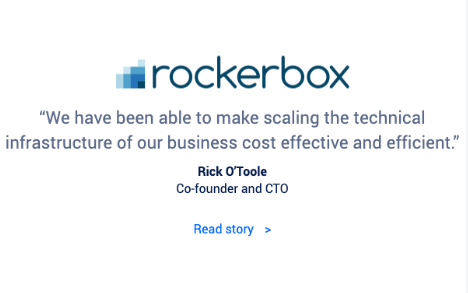 rockerbox
“We have been able to make scaling the technical
infrastructure of our business cost effective and efficient.”
Rick O’Toole
Co-founder and CTO
Read story >